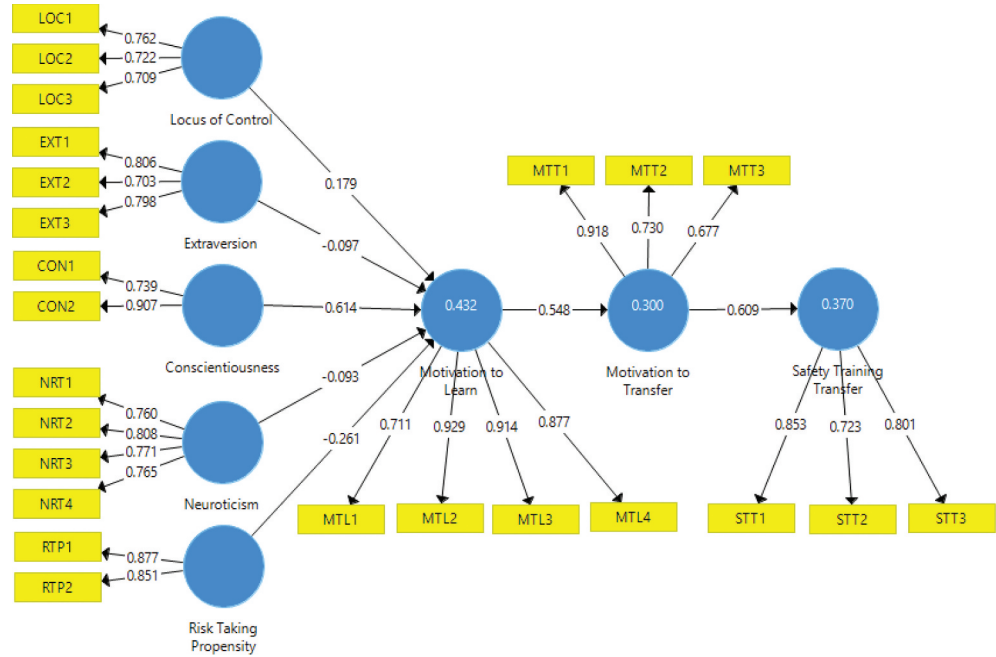 LOC1
0.762
LOC2
0.722
0.709
LOC3
Locus of Control
EXT1
0.806
EXT2
0.703
0.798
EXT3
Extraversion
CON1
0.739
CON2
0.907
Conscientiousness
NRT1
0.760
NRT2
0.808
NRT3
0.771
0.765
NRT4
Neuroticism
RTP1
0.877
RTP2
0.851
Risk Taking
Propensity
0.179
-0.097
0.614
-0.093
-0.261
0.432
Motivation to
Learn
0.711
0.929
0.914
0.877
MTL1
MTL2
MTL3
MTL4
0.548
MTT1
MTT2
MTT3
0.918
0.730
0.677
0.300
Motivation to
Transfer
0.609
0.370
Safety Training
Transfer
0.853
0.723
0.801
STT1
STT2
STT3